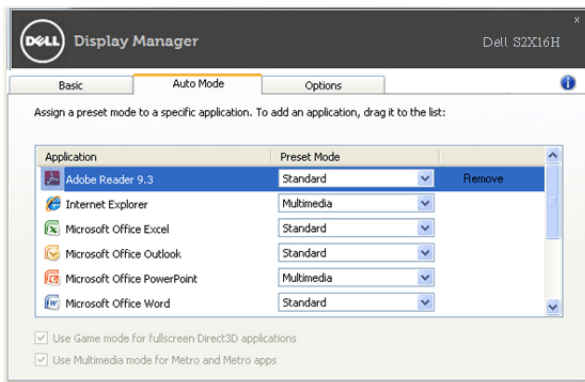 x
DELL Display Manager Dell S2X16H
Basic Auto Mode Options
Assign a preset mode to a specific application. To add an application, drag it to the list:
Application Preset Mode
Adobe Reader 9.3 Standard Remove
Internet Explorer Multimedia
Microsoft Office Excel Standard
Microsoft Office Outlook Standard
Microsoft Office PowerPoint Multimedia
Microsoft Office Word Standard
Use Game mode for fullscreen Direct3D applications
Use Multimedia mode for Metro and Metro apps